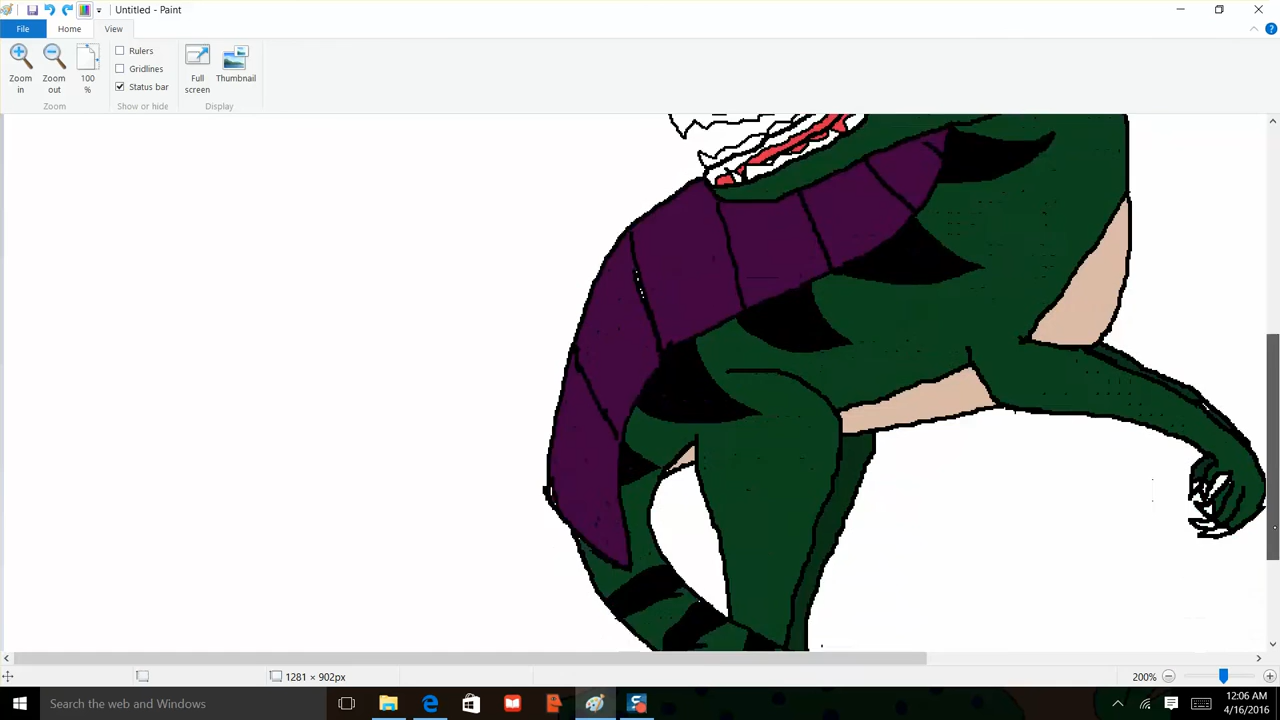 Untitled - Paint
File Home View
Zoom in
Zoom out
100 %
Rulers
Gridlines
Status bar
Full screen
Thumbnail
Zoom
Show or hide
Display
1281 × 902px
200%
Search the web and Windows
12:06 AM
4/16/2016